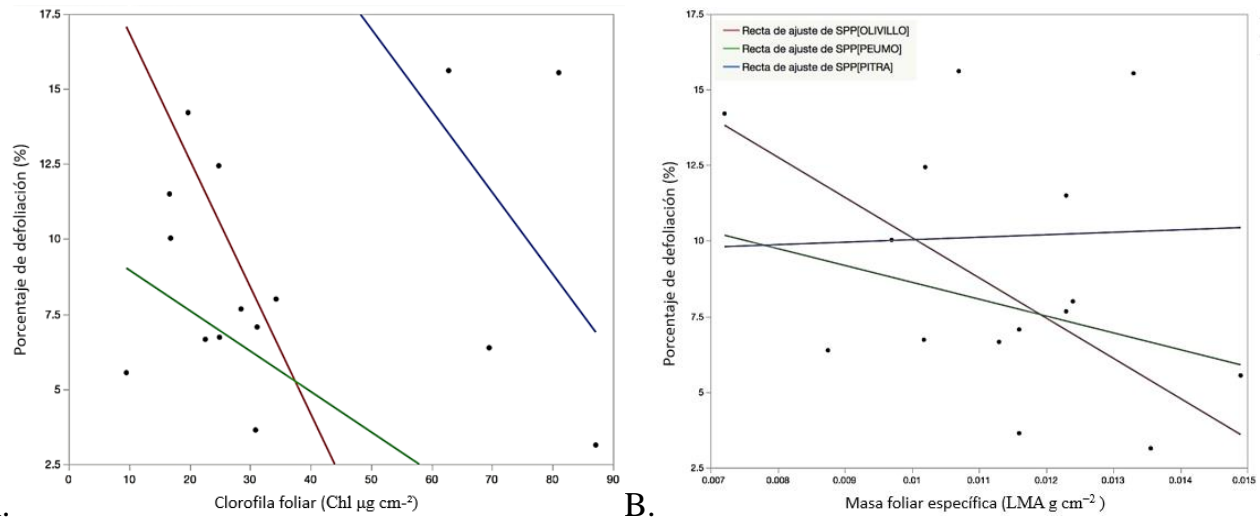 17.5
15
12.5
10
7.5
5
2.5
Porcentaje de defoliación (%)
0 10 20 30 40 50 60 70 80 90
Clorofila foliar (Chl µg cm-²)
B.
17.5
15
12.5
10
7.5
5
2.5
Porcentaje de defoliación (%)
Recta de ajuste de SPP[OLIVILLO]
Recta de ajuste de SPP[PEUMO]
Recta de ajuste de SPP[PITRA]
0.007 0.008 0.009 0.01 0.011 0.012 0.013 0.014 0.015
Masa foliar específica (LMA g cm⁻² )